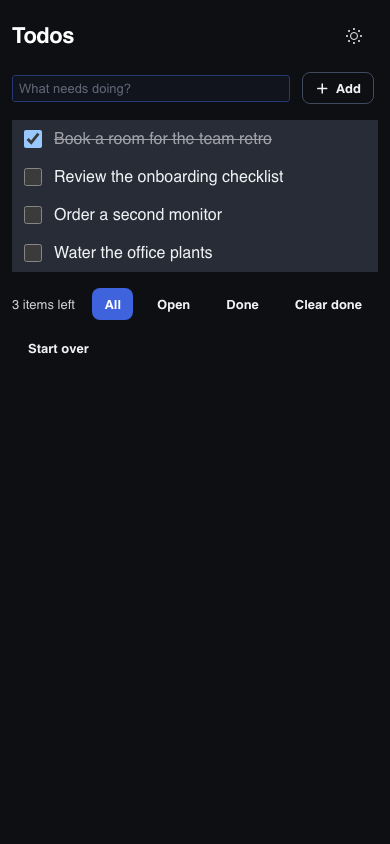 Todos
What needs doing?
Add
Book a room for the team retro
Review the onboarding checklist
Order a second monitor
Water the office plants
3 items left All Open Done Clear done
Start over